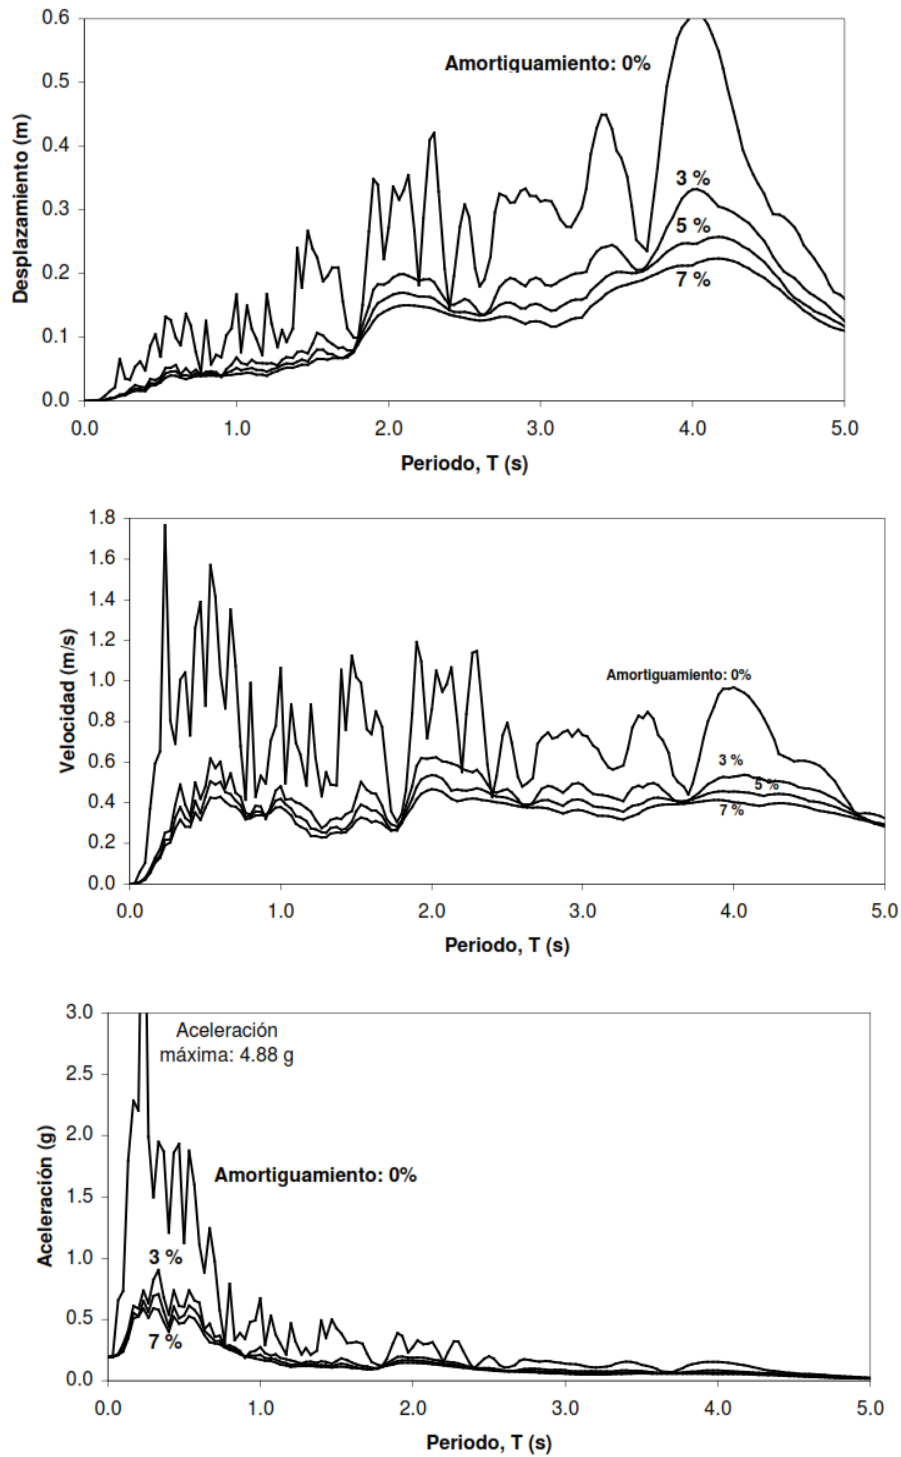 0.6
Amortiguamiento: 0%
0.5
0.4
Desplazamiento (m)
0.3
3 %
5 %
0.2
7 %
0.1
0.0
0.0 1.0 2.0 3.0 4.0 5.0
Periodo, T (s)
1.8
1.6
1.4
1.2
Velocidad (m/s)
1.0
Amortiguamiento: 0%
0.8
3 %
0.6
5 %
0.4
7 %
0.2
0.0
0.0 1.0 2.0 3.0 4.0 5.0
Periodo, T (s)
3.0
Aceleración
máxima: 4.88 g
2.5
2.0
Aceleración (g)
Amortiguamiento: 0%
1.5
1.0
3 %
0.5
7 %
0.0
0.0 1.0 2.0 3.0 4.0 5.0
Periodo, T (s)